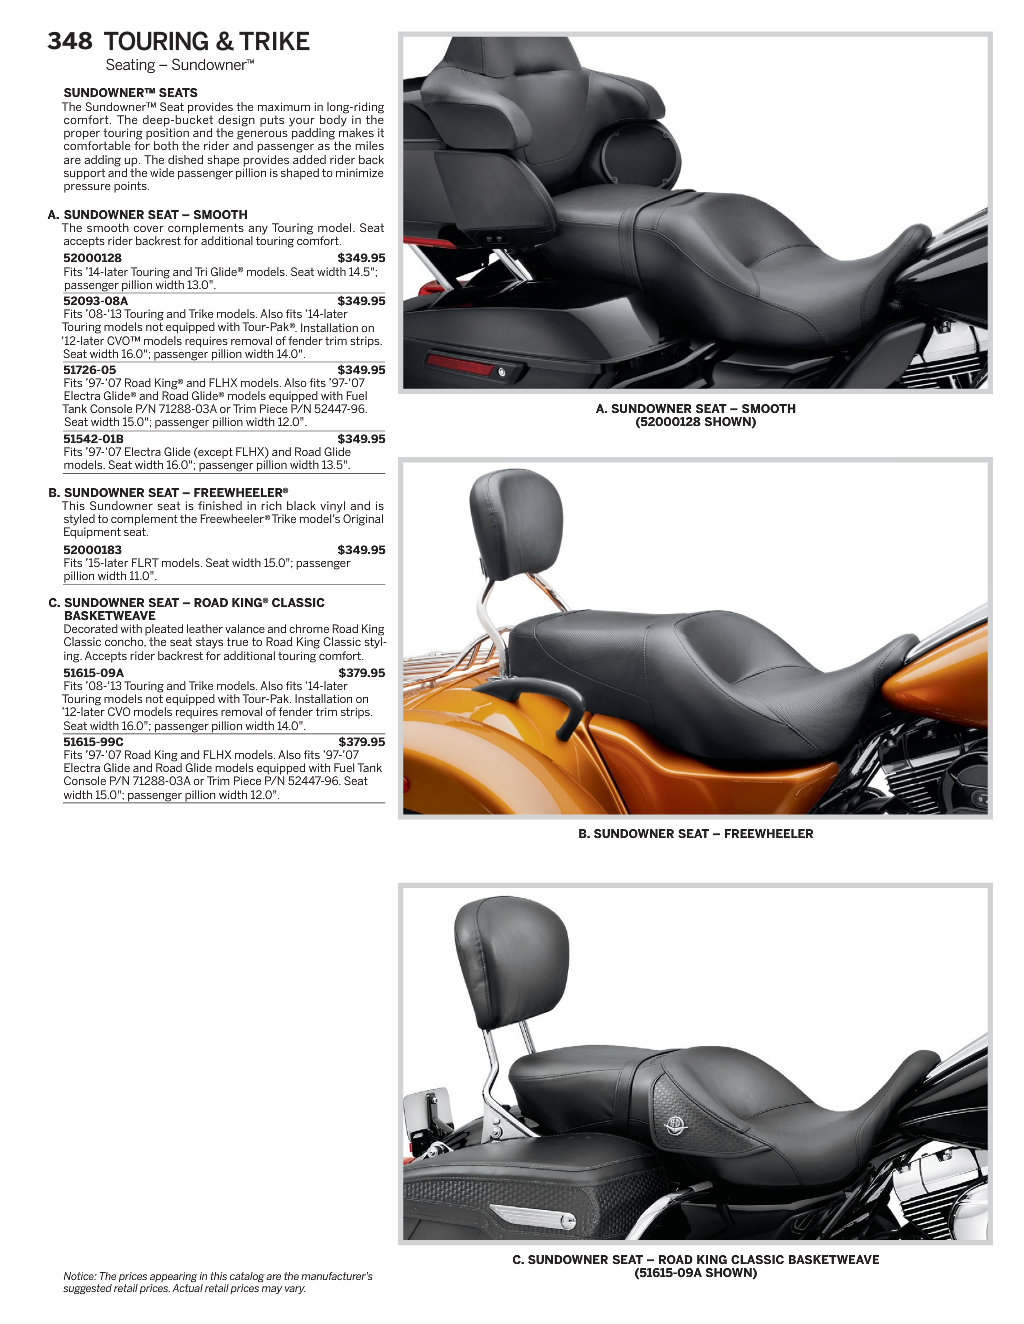 348 TOURING & TRIKE
Seating – Sundowner™
SUNDOWNER™ SEATS
The Sundowner™ Seat provides the maximum in long-riding
comfort. The deep-bucket design puts your body in the
proper touring position and the generous padding makes it
comfortable for both the rider and passenger as the miles
are adding up. The dished shape provides added rider back
support and the wide passenger pillion is shaped to minimize
pressure points.
A. SUNDOWNER SEAT – SMOOTH
The smooth cover complements any Touring model. Seat
accepts rider backrest for additional touring comfort.
52000128 $349.95
Fits '14-later Touring and Tri Glide® models. Seat width 14.5";
passenger pillion width 13.0".
52093-08A $349.95
Fits '08-'13 Touring and Trike models. Also fits '14-later
Touring models not equipped with Tour-Pak®. Installation on
'12-later CVO™ models requires removal of fender trim strips.
Seat width 16.0"; passenger pillion width 14.0".
51726-05 $349.95
Fits '97-'07 Road King® and FLHX models. Also fits '97-'07
Electra Glide® and Road Glide® models equipped with Fuel
Tank Console P/N 71288-03A or Trim Piece P/N 52447-96.
Seat width 15.0"; passenger pillion width 12.0".
51542-01B $349.95
Fits '97-'07 Electra Glide (except FLHX) and Road Glide
models. Seat width 16.0"; passenger pillion width 13.5".
B. SUNDOWNER SEAT – FREEWHEELER®
This Sundowner seat is finished in rich black vinyl and is
styled to complement the Freewheeler® Trike model's Original
Equipment seat.
52000183 $349.95
Fits '15-later FLRT models. Seat width 15.0"; passenger
pillion width 11.0".
C. SUNDOWNER SEAT – ROAD KING® CLASSIC
BASKETWEAVE
Decorated with pleated leather valance and chrome Road King
Classic concho, the seat stays true to Road King Classic styl-
ing. Accepts rider backrest for additional touring comfort.
51615-09A $379.95
Fits '08-'13 Touring and Trike models. Also fits '14-later
Touring models not equipped with Tour-Pak. Installation on
'12-later CVO models requires removal of fender trim strips.
Seat width 16.0"; passenger pillion width 14.0".
51615-99C $379.95
Fits '97-'07 Road King and FLHX models. Also fits '97-'07
Electra Glide and Road Glide models equipped with Fuel Tank
Console P/N 71288-03A or Trim Piece P/N 52447-96. Seat
width 15.0"; passenger pillion width 12.0".
Notice: The prices appearing in this catalog are the manufacturer's
suggested retail prices. Actual retail prices may vary.
A. SUNDOWNER SEAT – SMOOTH
(52000128 SHOWN)
B. SUNDOWNER SEAT – FREEWHEELER
C. SUNDOWNER SEAT – ROAD KING CLASSIC BASKETWEAVE
(51615-09A SHOWN)